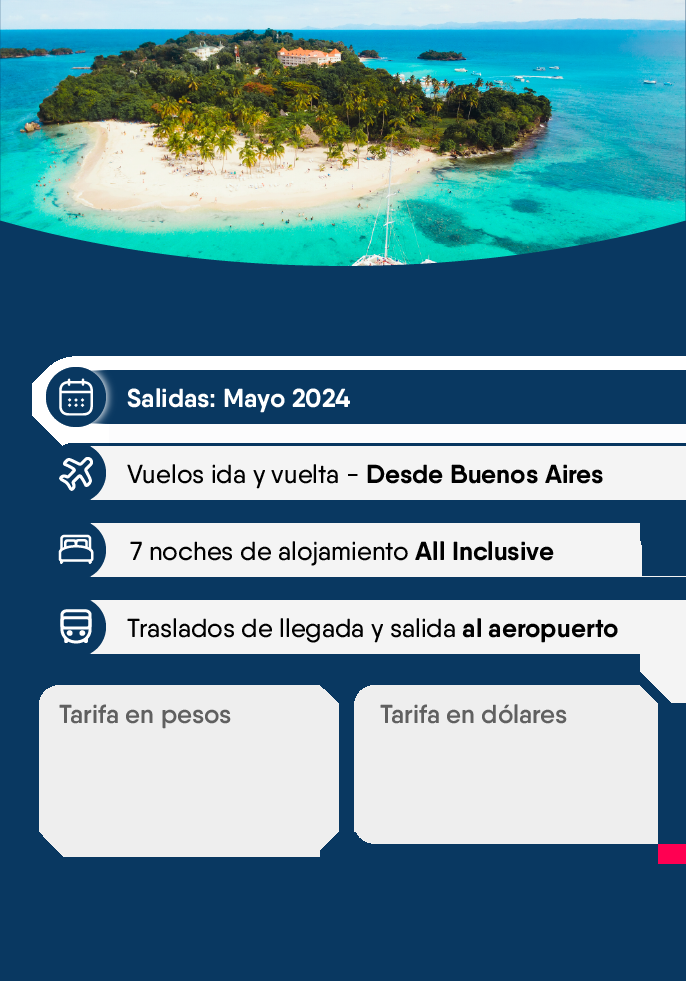 Salidas: Mayo 2024
Vuelos ida y vuelta - Desde Buenos Aires
7 noches de alojamiento All Inclusive
Traslados de llegada y salida al aeropuerto
Tarifa en pesos
Tarifa en dólares